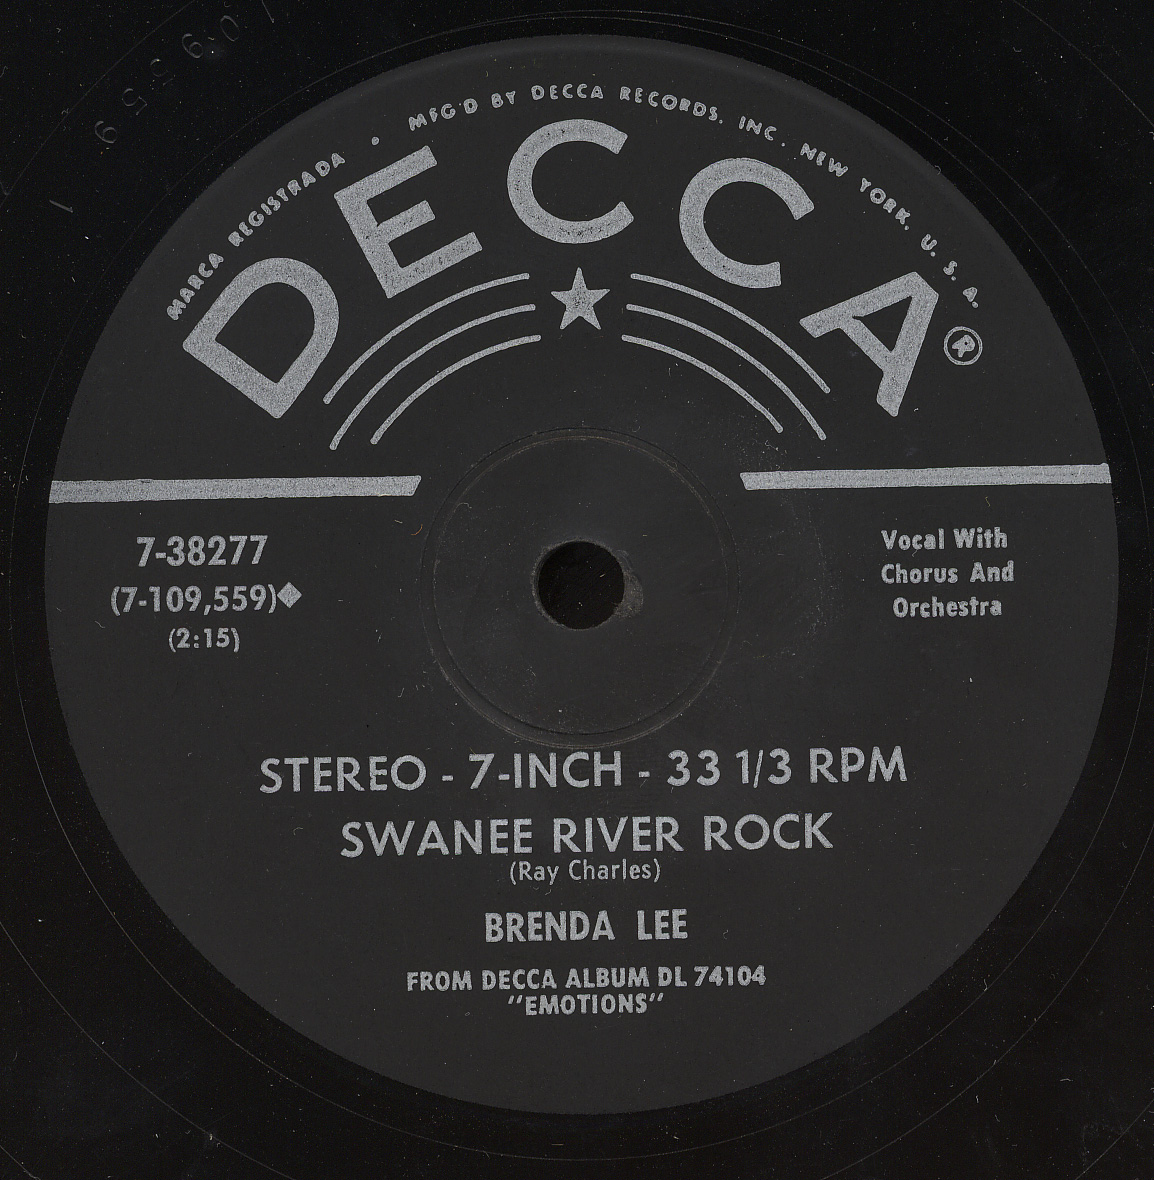 MARCA REGISTRADA • MFG'D BY DECCA RECORDS, INC. NEW YORK, U. S. A.
DECCA®
7-38277
(7-109,559)◆
(2:15)
Vocal With
Chorus And
Orchestra
STEREO - 7-INCH - 33 1/3 RPM
SWANEE RIVER ROCK
(Ray Charles)
BRENDA LEE
FROM DECCA ALBUM DL 74104
"EMOTIONS"